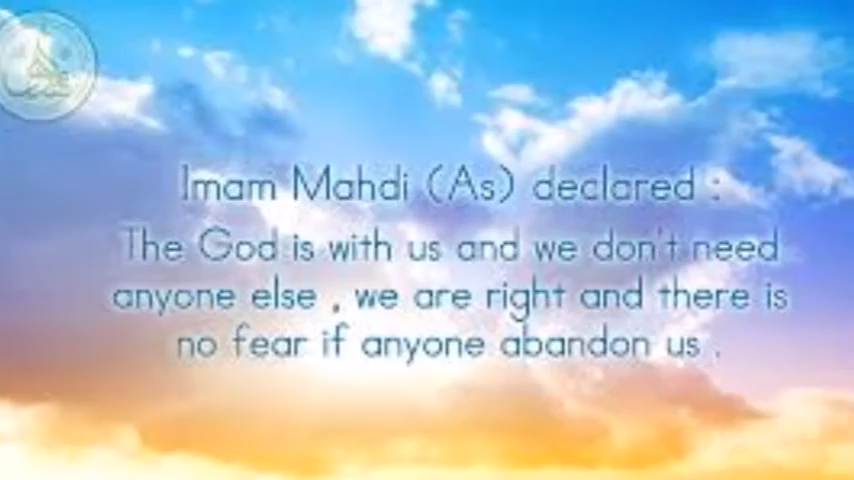 Imam Mahdi (As) declared :
The God is with us and we don't need
anyone else , we are right and there is
no fear if anyone abandon us .